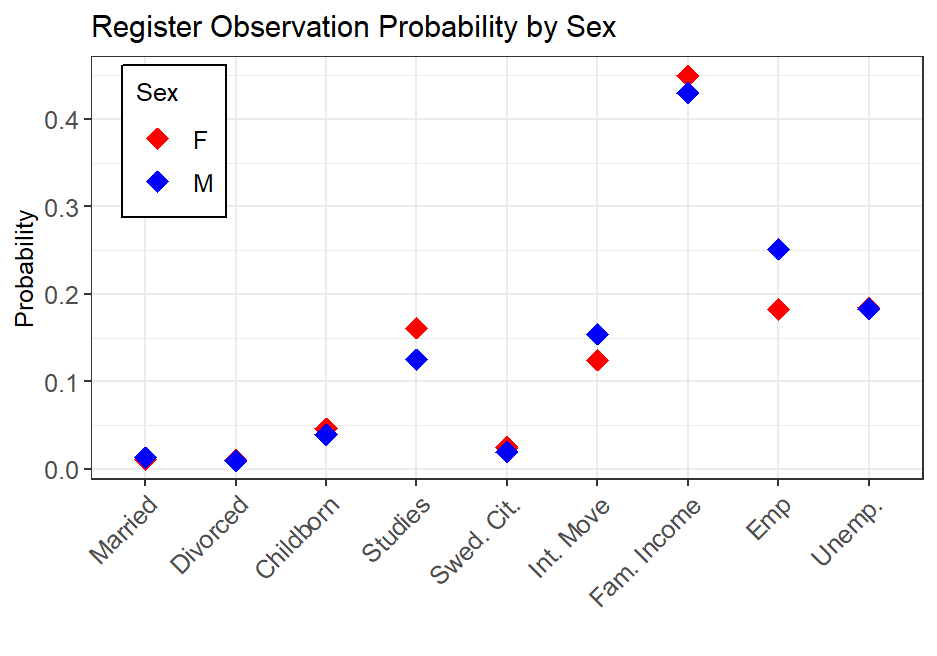 Register Observation Probability by Sex
Sex
F
M
Probability
0.4
0.3
0.2
0.1
0.0
Married
Divorced
Childborn
Studies
Swed. Cit.
Int. Move
Fam. Income
Emp
Unemp.